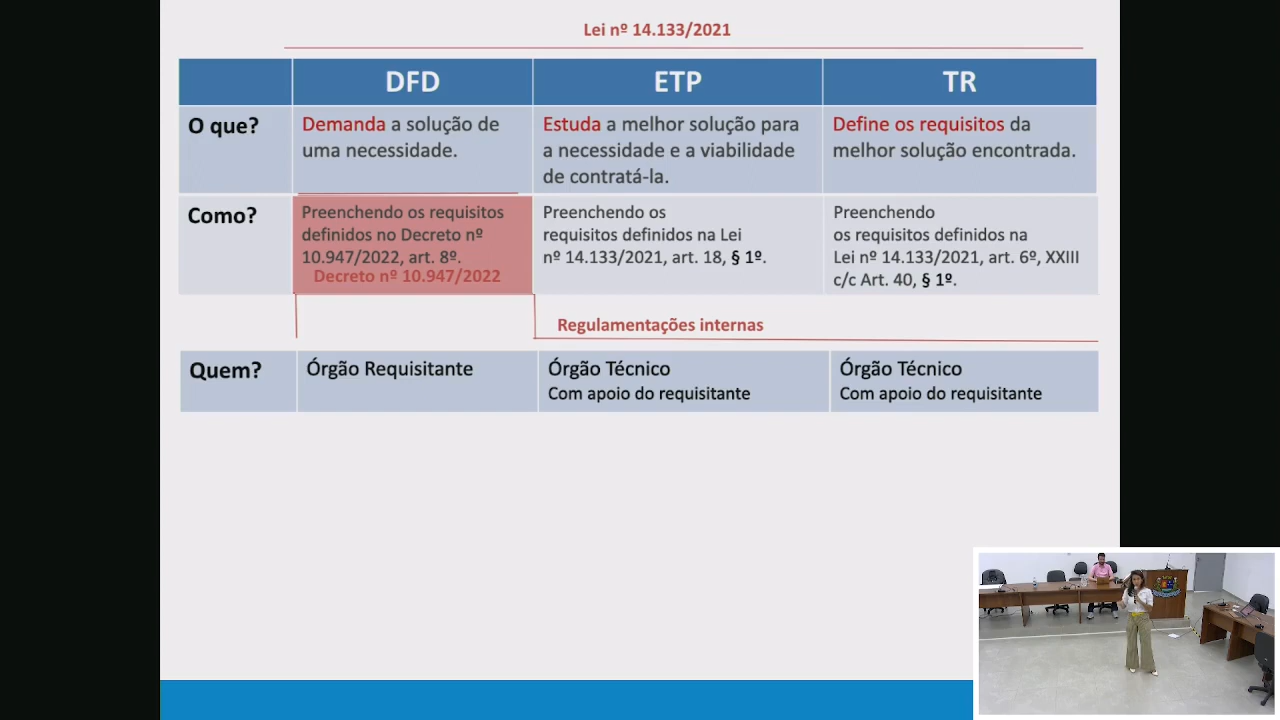 Lei nº 14.133/2021
DFD
ETP
TR
O que?
Demanda a solução de
uma necessidade.
Estuda a melhor solução para
a necessidade e a viabilidade
de contratá-la.
Define os requisitos da
melhor solução encontrada.
Como?
Preenchendo os requisitos
definidos no Decreto nº
10.947/2022, art. 8º.
Decreto nº 10.947/2022
Preenchendo os
requisitos definidos na Lei
nº 14.133/2021, art. 18, § 1º.
Preenchendo
os requisitos definidos na
Lei nº 14.133/2021, art. 6º, XXIII
c/c Art. 40, § 1º.
Regulamentações internas
Quem?
Órgão Requisitante
Órgão Técnico
Com apoio do requisitante
Órgão Técnico
Com apoio do requisitante